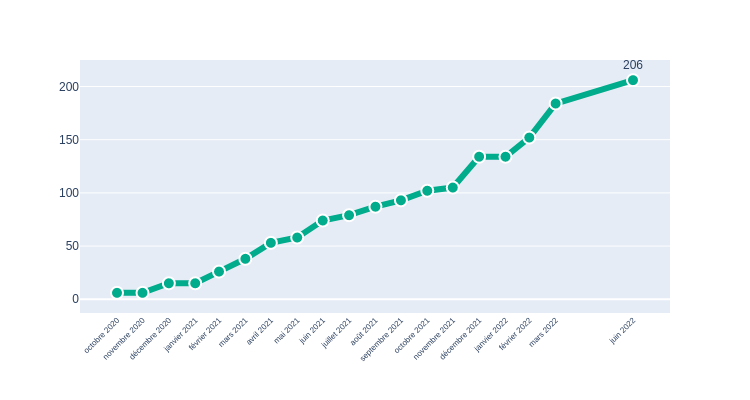 206
200
150
100
50
0
octobre 2020
novembre 2020
décembre 2020
janvier 2021
février 2021
mars 2021
avril 2021
mai 2021
juin 2021
juillet 2021
août 2021
septembre 2021
octobre 2021
novembre 2021
décembre 2021
janvier 2022
février 2022
mars 2022
juin 2022